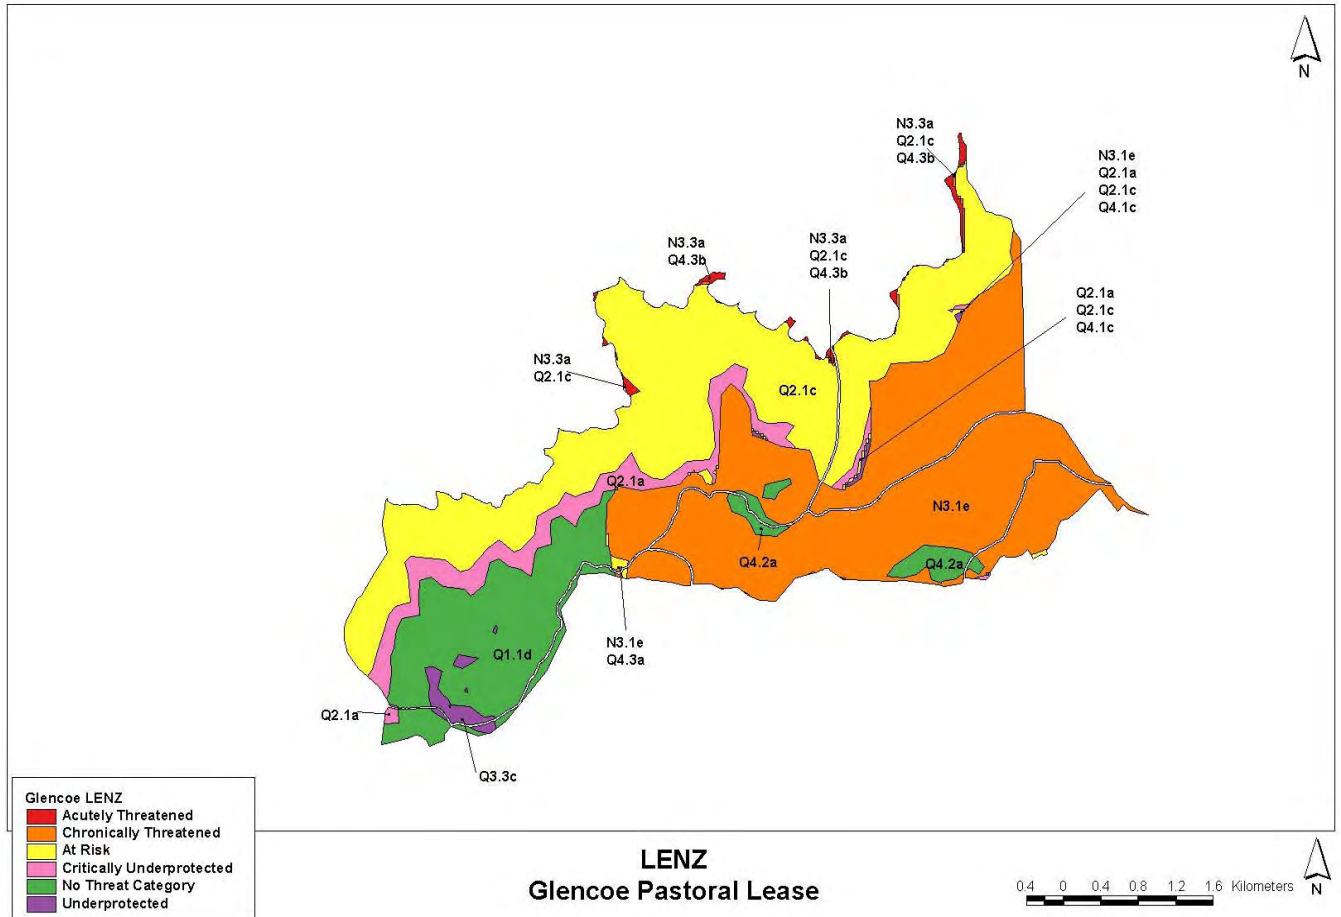 N
N3.3a
Q2.1c
Q4.3b
N3.1e
Q2.1a
Q2.1c
Q4.1c
N3.3a
Q4.3b
N3.3a
Q2.1c
Q4.3b
Q2.1a
Q2.1c
Q4.1c
N3.3a
Q2.1c
Q2.1c
Q2.1a
N3.1e
Q4.2a
Q4.2a
N3.1e
Q4.3a
Q1.1d
Q2.1a
Q3.3c
Glencoe LENZ
Acutely Threatened
Chronically Threatened
At Risk
Critically Underprotected
No Threat Category
Underprotected
LENZ
Glencoe Pastoral Lease
0.4 0 0.4 0.8 1.2 1.6 Kilometers
N